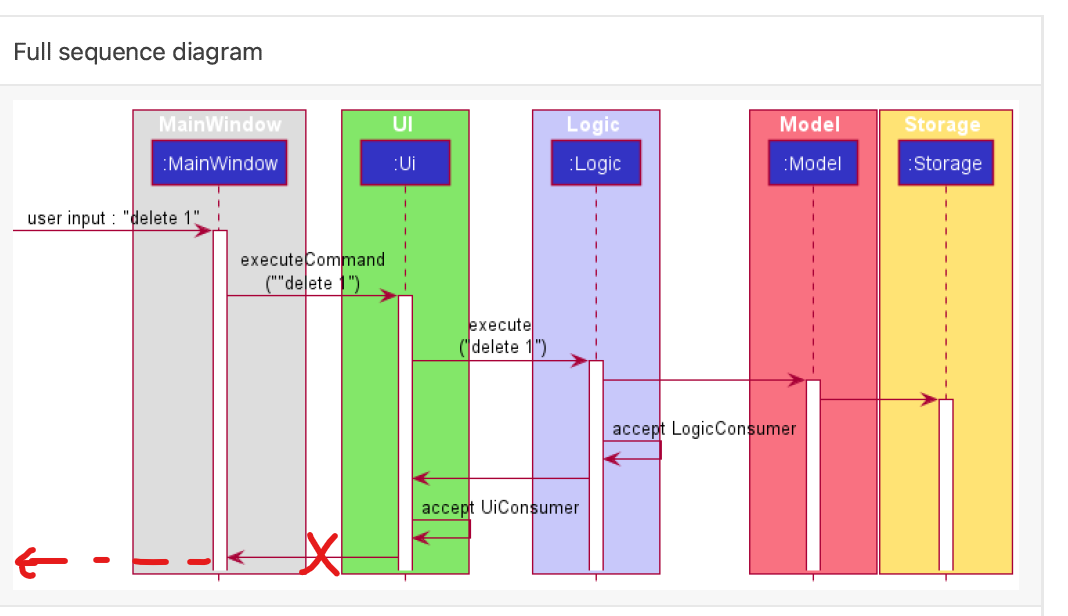 Full sequence diagram
MainWindow
UI
Logic
Model
Storage
:MainWindow
:Ui
:Logic
:Model
:Storage
user input : "delete 1"
executeCommand
(""delete 1")
execute
("delete 1")
accept LogicConsumer
accept UiConsumer
X